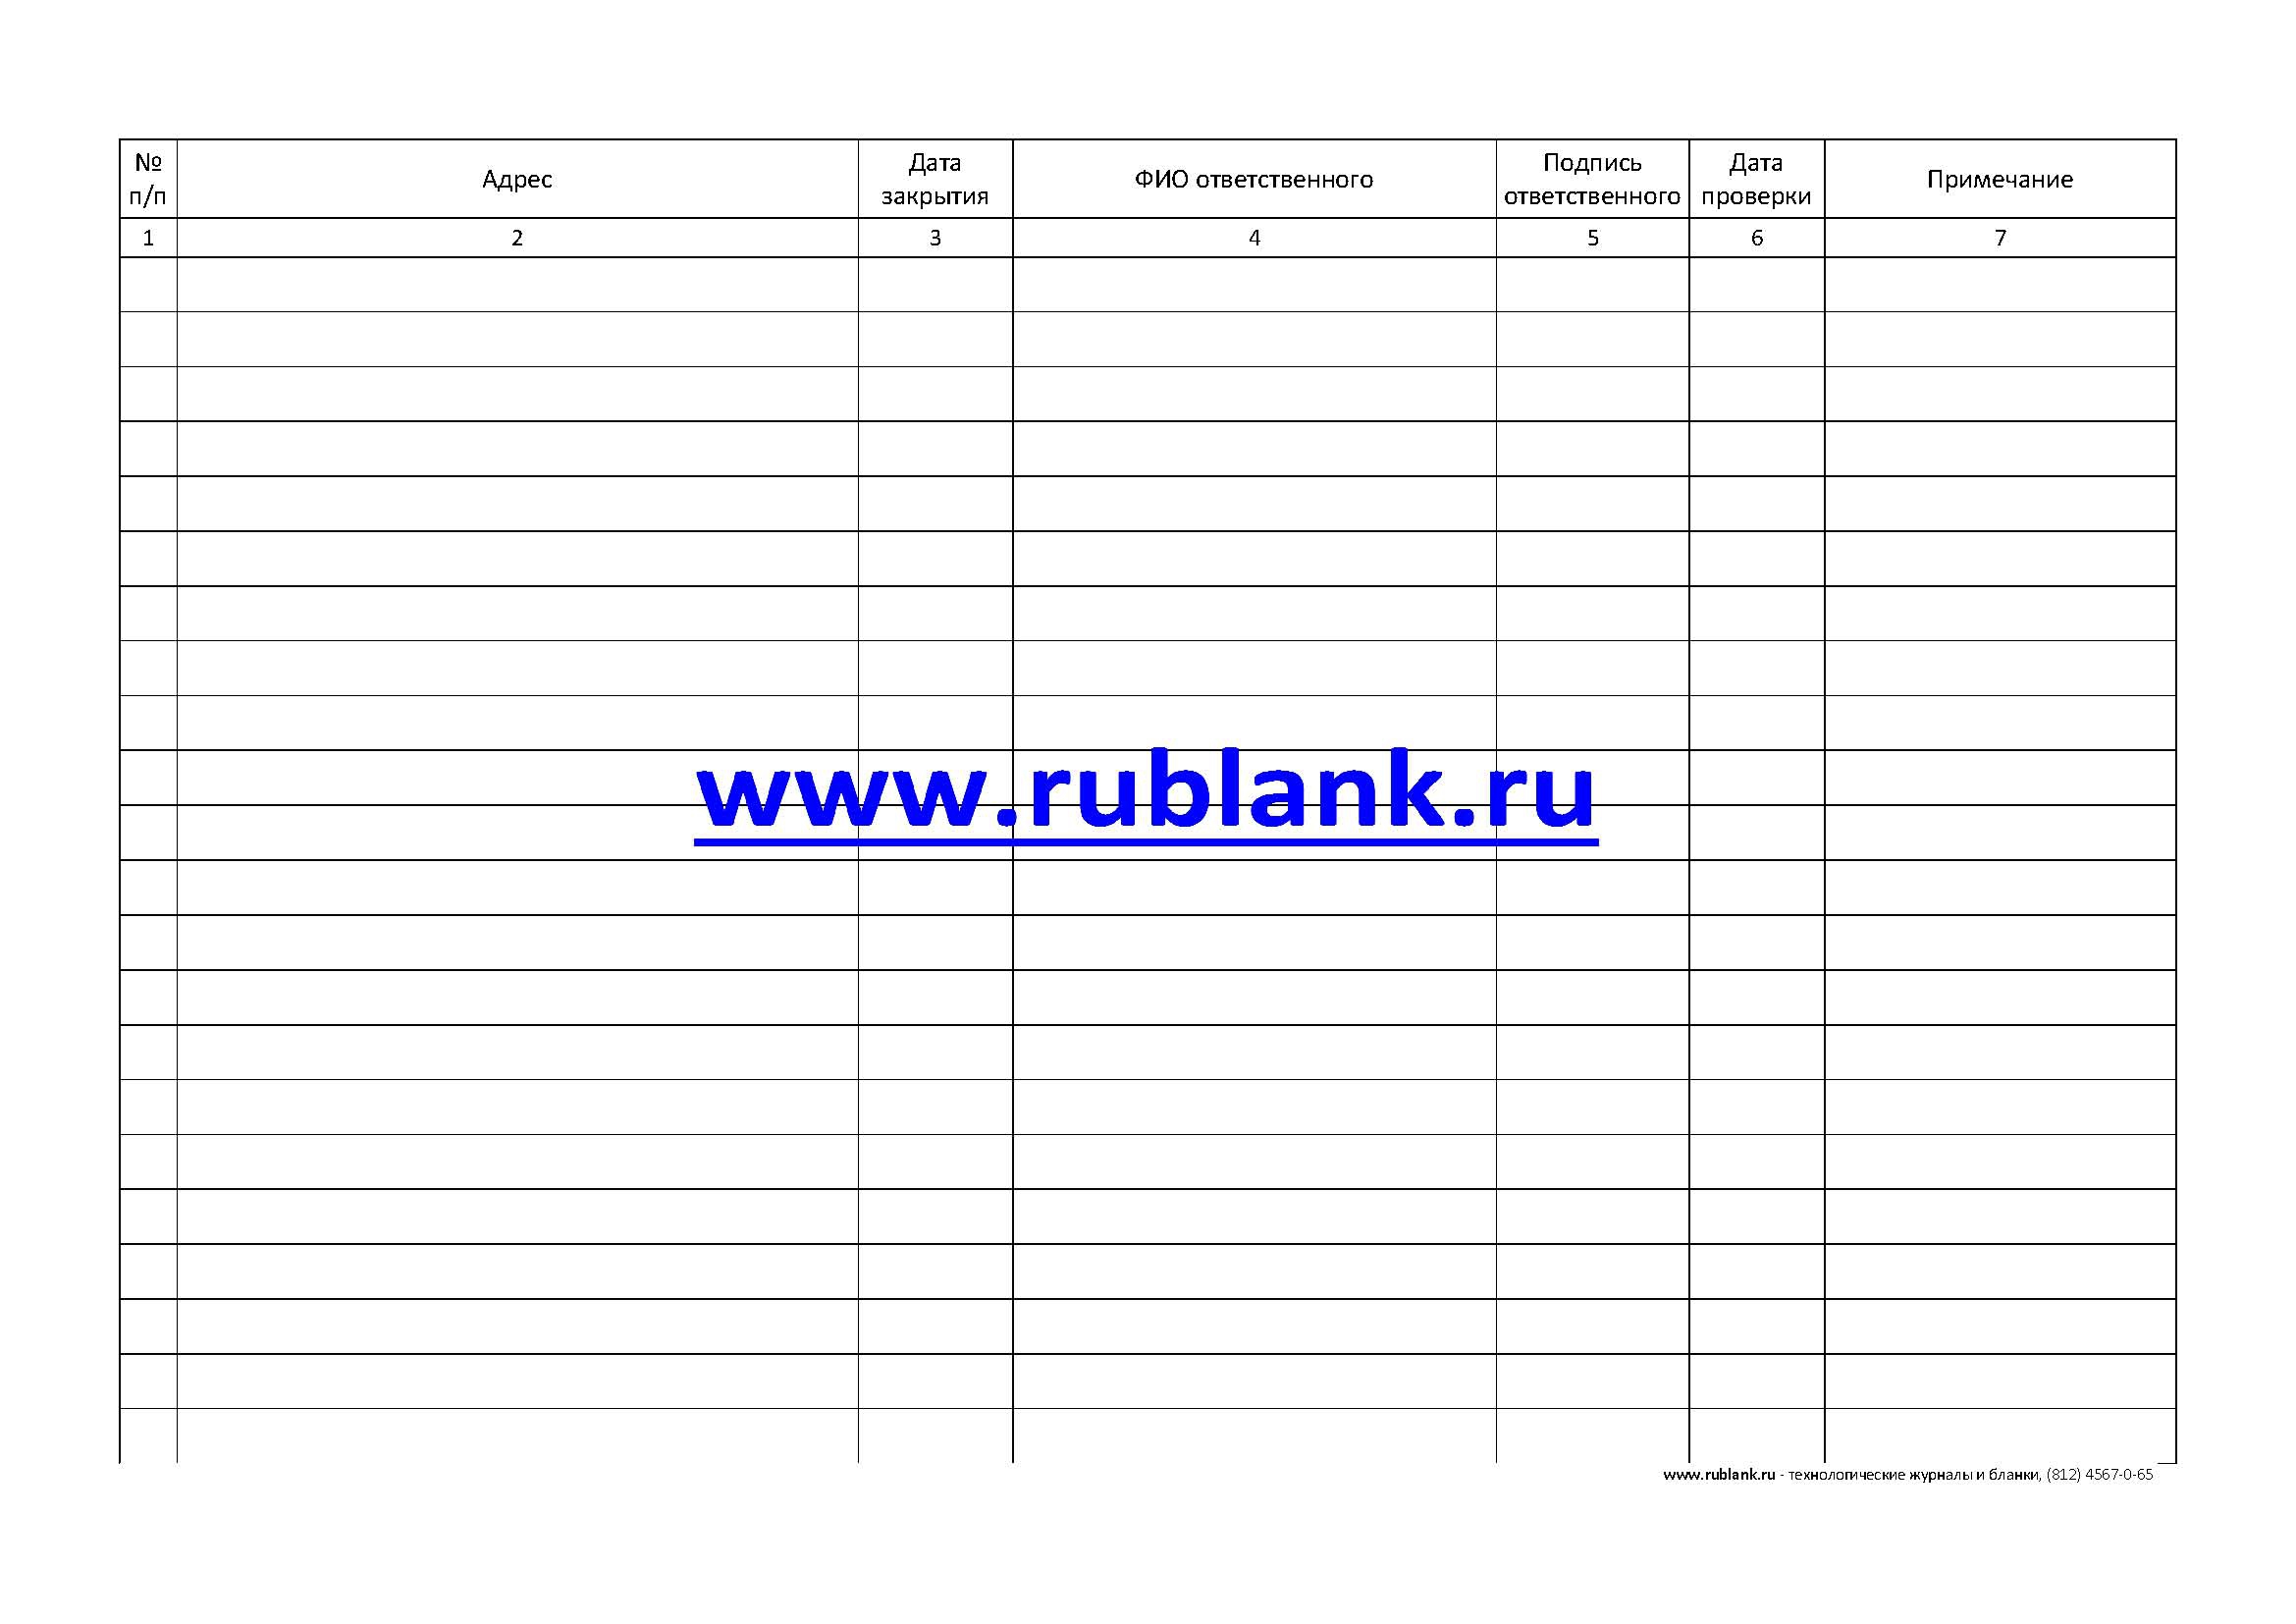 № п/п
Адрес
Дата закрытия
ФИО ответственного
Подпись ответственного
Дата проверки
Примечание
1 2 3 4 5 6 7
www.rublank.ru
www.rublank.ru - технологические журналы и бланки, (812) 4567-0-65